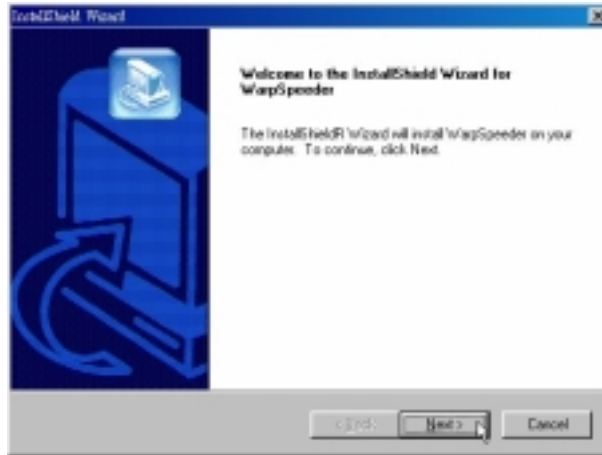 InstallShield Wizard
Welcome to the InstallShield Wizard for
WarpSpeeder
The InstallShieldR Wizard will install WarpSpeeder on your
computer. To continue, click Next.
< Back
Next >
Cancel